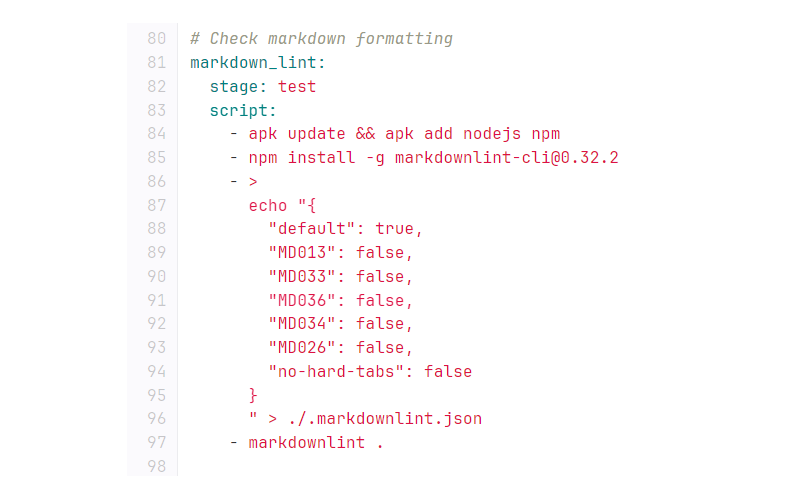 80 # Check markdown formatting
81 markdown_lint:
82   stage: test
83   script:
84     - apk update && apk add nodejs npm
85     - npm install -g markdownlint-cli@0.32.2
86     - >
87       echo "{
88         "default": true,
89         "MD013": false,
90         "MD033": false,
91         "MD036": false,
92         "MD034": false,
93         "MD026": false,
94         "no-hard-tabs": false
95       }
96       " > ./.markdownlint.json
97     - markdownlint .
98